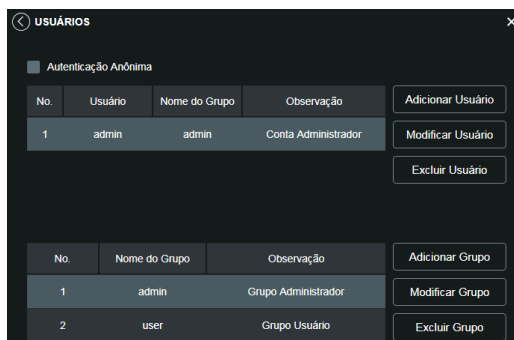 USUÁRIOS
Autenticação Anônima
No. Usuário Nome do Grupo Observação
1 admin admin Conta Administrador
Adicionar Usuário
Modificar Usuário
Excluir Usuário
No. Nome do Grupo Observação
1 admin Grupo Administrador
2 user Grupo Usuário
Adicionar Grupo
Modificar Grupo
Excluir Grupo